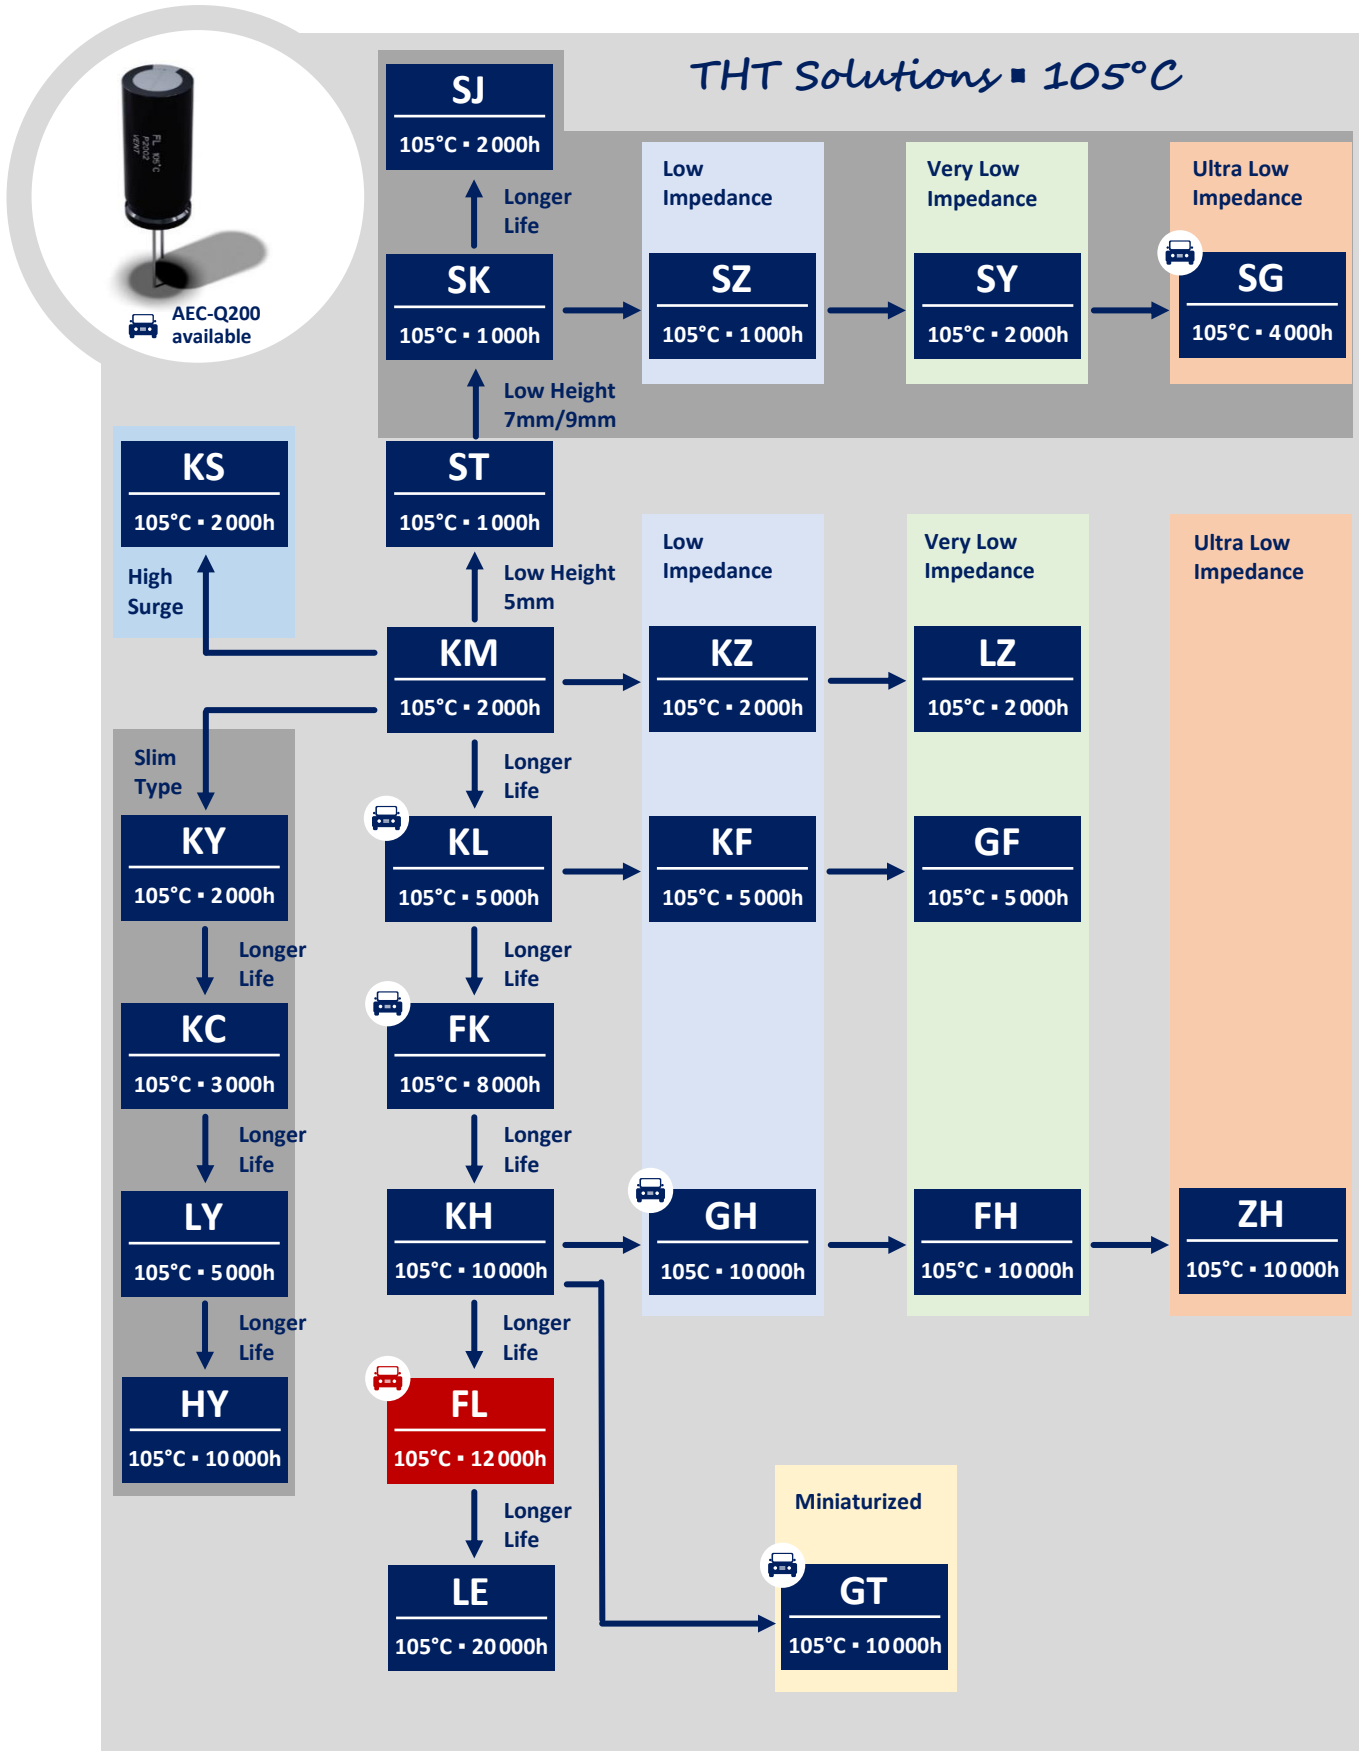 THT Solutions ▪ 105°C
FL 105°C
P2002
VENT
AEC-Q200
available
SJ
105°C ▪ 2000h
Longer
Life
Low
Impedance
Very Low
Impedance
Ultra Low
Impedance
SK
105°C ▪ 1000h
SZ
105°C ▪ 1000h
SY
105°C ▪ 2000h
SG
105°C ▪ 4000h
Low Height
7mm/9mm
KS
105°C ▪ 2000h
ST
105°C ▪ 1000h
High
Surge
Low Height
5mm
Low
Impedance
Very Low
Impedance
Ultra Low
Impedance
KM
105°C ▪ 2000h
KZ
105°C ▪ 2000h
LZ
105°C ▪ 2000h
Slim
Type
Longer
Life
KY
105°C ▪ 2000h
KL
105°C ▪ 5000h
KF
105°C ▪ 5000h
GF
105°C ▪ 5000h
Longer
Life
Longer
Life
KC
105°C ▪ 3000h
FK
105°C ▪ 8000h
Longer
Life
Longer
Life
LY
105°C ▪ 5000h
KH
105°C ▪ 10000h
GH
105C ▪ 10000h
FH
105°C ▪ 10000h
ZH
105°C ▪ 10000h
Longer
Life
Longer
Life
HY
105°C ▪ 10000h
FL
105°C ▪ 12000h
Longer
Life
Miniaturized
LE
105°C ▪ 20000h
GT
105°C ▪ 10000h